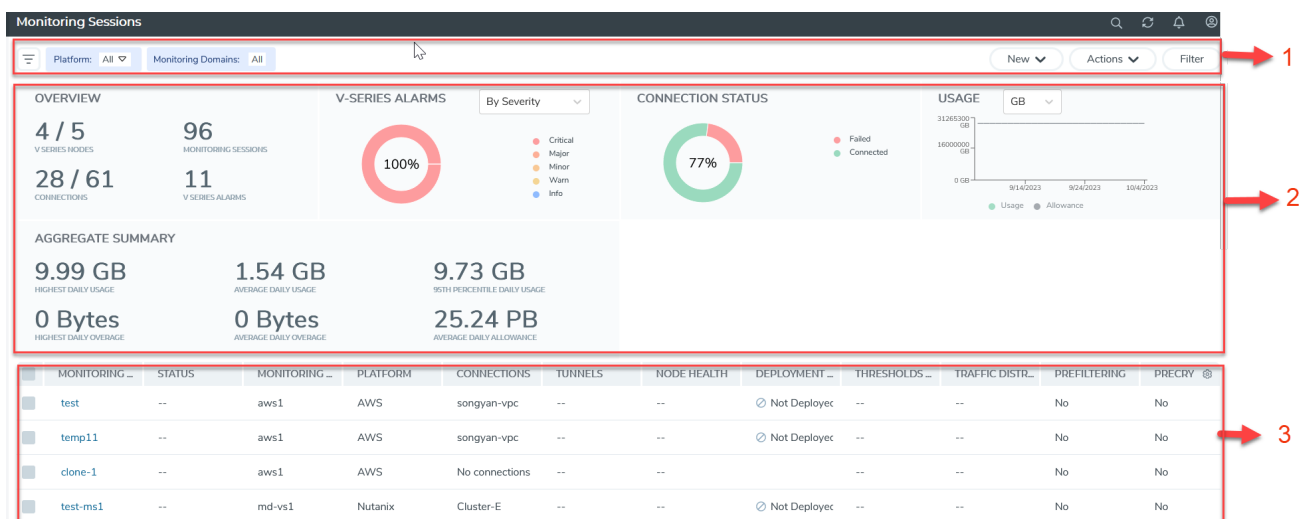 Monitoring Sessions
Platform: All Monitoring Domains: All New Actions Filter 1
OVERVIEW
4 / 5
V SERIES NODES
96
MONITORING SESSIONS
28 / 61
CONNECTIONS
11
V SERIES ALARMS
V-SERIES ALARMS By Severity
100%
Critical
Major
Minor
Warn
Info
CONNECTION STATUS
77%
Failed
Connected
USAGE GB
31265300
GB
16000000
GB
0 GB
9/14/2023 9/24/2023 10/4/2023
Usage Allowance
2
AGGREGATE SUMMARY
9.99 GB
HIGHEST DAILY USAGE
1.54 GB
AVERAGE DAILY USAGE
9.73 GB
95TH PERCENTILE DAILY USAGE
0 Bytes
HIGHEST DAILY OVERAGE
0 Bytes
AVERAGE DAILY OVERAGE
25.24 PB
AVERAGE DAILY ALLOWANCE
MONITORING ... STATUS MONITORING ... PLATFORM CONNECTIONS TUNNELS NODE HEALTH DEPLOYMENT ... THRESHOLDS ... TRAFFIC DISTR... PREFILTERING PRECRY
test -- aws1 AWS songyan-vpc -- -- Not Deployec -- -- No No
temp11 -- aws1 AWS songyan-vpc -- -- Not Deployec -- -- No No
3
clone-1 -- aws1 AWS No connections -- -- -- -- No No
test-ms1 -- md-vs1 Nutanix Cluster-E -- -- Not Deployec -- -- No No